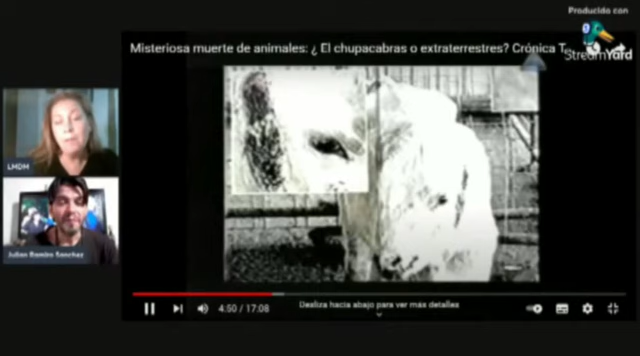 Producido con
StreamYard
Misteriosa muerte de animales: ¿ El chupacabras o extraterrestres? Crónica T...
LMDM
Julian Ramiro Sanchez
4:50 / 17:08
Desliza hacia abajo para ver más detalles